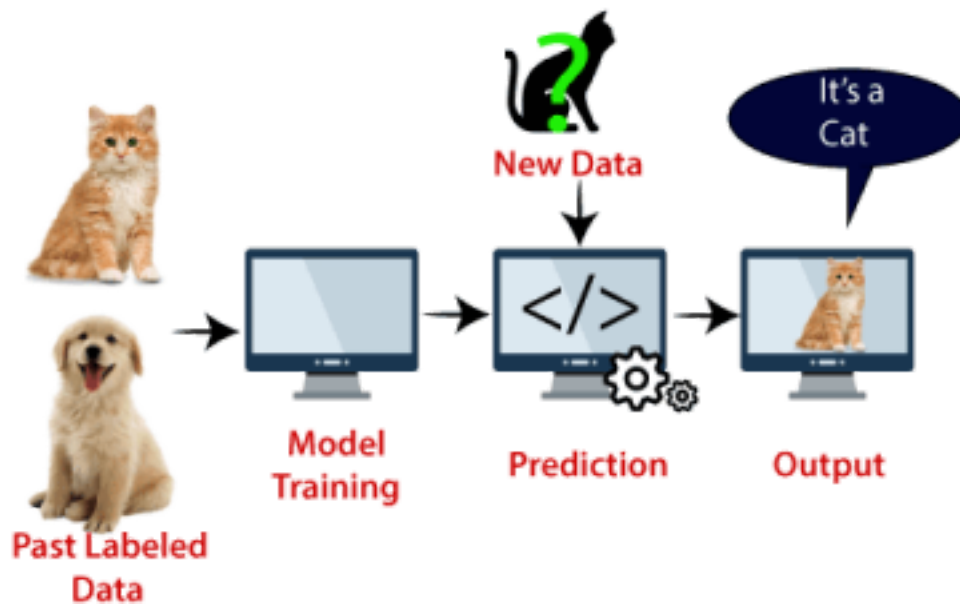 It's a
Cat
New Data
?
</>
Model
Training
Prediction
Output
Past Labeled
Data